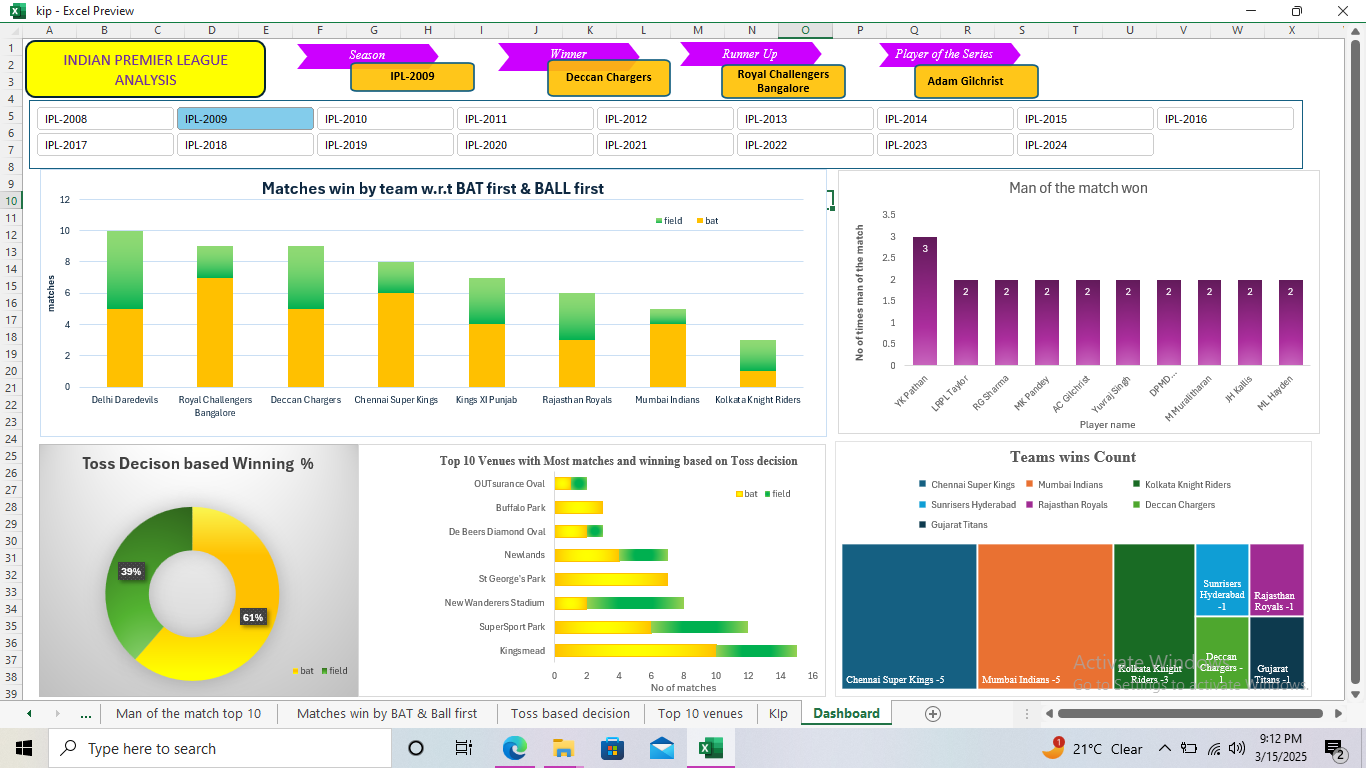 kip - Excel Preview
A B C D E F G H I J K L M N O P Q R S T U V W X
1
2
3
4
5
6
7
8
9
10
11
12
13
14
15
16
17
18
19
20
21
22
23
24
25
26
27
28
29
30
31
32
33
34
35
36
37
38
39
INDIAN PREMIER LEAGUE
ANALYSIS
Season
IPL-2009
Winner
Deccan Chargers
Runner Up
Royal Challengers
Bangalore
Player of the Series
Adam Gilchrist
IPL-2008 IPL-2009 IPL-2010 IPL-2011 IPL-2012 IPL-2013 IPL-2014 IPL-2015 IPL-2016
IPL-2017 IPL-2018 IPL-2019 IPL-2020 IPL-2021 IPL-2022 IPL-2023 IPL-2024
Matches win by team w.r.t BAT first & BALL first
field bat
matches
12
10
8
6
4
2
0
Delhi Daredevils
Royal Challengers
Bangalore
Deccan Chargers
Chennai Super Kings
Kings XI Punjab
Rajasthan Royals
Mumbai Indians
Kolkata Knight Riders
Man of the match won
No of times man of the match
3.5
3
2.5
2
1.5
1
0.5
0
3 2 2 2 2 2 2 2 2 2
YK Pathan
LRPL Taylor
RG Sharma
MK Pandey
AC Gilchrist
Yuvraj Singh
DPMD...
M Muralitharan
JH Kallis
ML Hayden
Player name
Toss Decison based Winning %
39%
61%
bat field
Top 10 Venues with Most matches and winning based on Toss decision
bat field
OUTsurance Oval
Buffalo Park
De Beers Diamond Oval
Newlands
St George's Park
New Wanderers Stadium
SuperSport Park
Kingsmead
0 2 4 6 8 10 12 14 16
No of matches
Teams wins Count
Chennai Super Kings Mumbai Indians Kolkata Knight Riders
Sunrisers Hyderabad Rajasthan Royals Deccan Chargers
Gujarat Titans
Chennai Super Kings -5
Mumbai Indians -5
Kolkata Knight
Riders -3
Sunrisers
Hyderabad
-1
Rajasthan
Royals -1
Deccan
Chargers -
1
Gujarat
Titans -1
Activate Windows
Go to Settings to activate Windows.
... Man of the match top 10 Matches win by BAT & Ball first Toss based decision Top 10 venues Klp Dashboard
Type here to search
1
21°C Clear
9:12 PM
3/15/2025
2